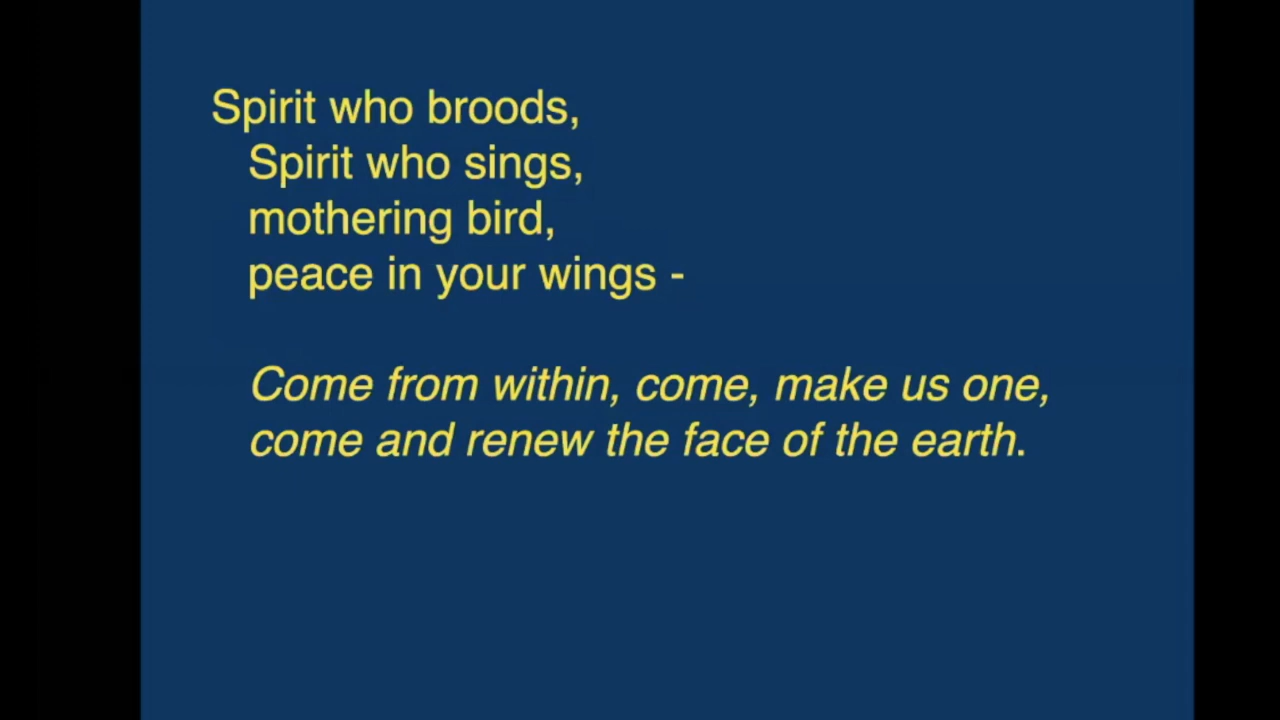 Spirit who broods,
Spirit who sings,
mothering bird,
peace in your wings -
Come from within, come, make us one,
come and renew the face of the earth.